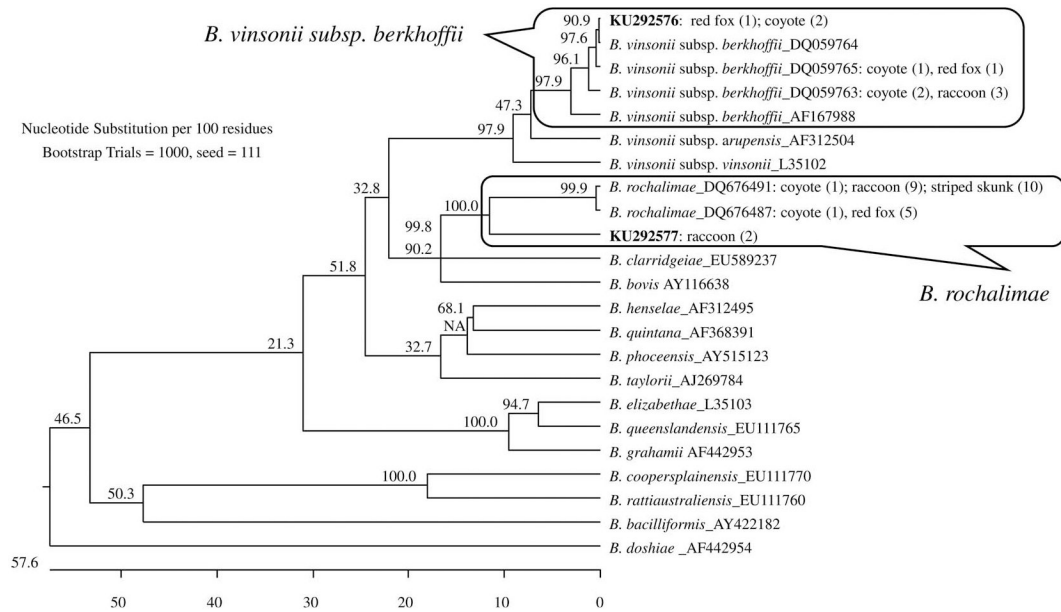 B. vinsonii subsp. berkhoffii
Nucleotide Substitution per 100 residues
Bootstrap Trials = 1000, seed = 111
90.9
KU292576: red fox (1); coyote (2)
97.6
B. vinsonii subsp. berkhoffii_DQ059764
96.1
B. vinsonii subsp. berkhoffii_DQ059765: coyote (1), red fox (1)
97.9
B. vinsonii subsp. berkhoffii_DQ059763: coyote (2), raccoon (3)
47.3
B. vinsonii subsp. berkhoffii_AF167988
97.9
B. vinsonii subsp. arupensis_AF312504
B. vinsonii subsp. vinsonii_L35102
32.8
99.9
B. rochalimae_DQ676491: coyote (1); raccoon (9); striped skunk (10)
100.0
B. rochalimae_DQ676487: coyote (1), red fox (5)
99.8
KU292577: raccoon (2)
90.2
B. clarridgeiae_EU589237
51.8
B. bovis AY116638
B. rochalimae
68.1
B. henselae_AF312495
NA
B. quintana_AF368391
21.3
32.7
B. phoceensis_AY515123
B. taylorii_AJ269784
94.7
B. elizabethae_L35103
46.5
100.0
B. queenslandensis_EU111765
B. grahamii AF442953
100.0
B. coopersplainensis_EU111770
50.3
B. rattiaustraliensis_EU111760
B. bacilliformis_AY422182
B. doshiae _AF442954
57.6
50 40 30 20 10 0